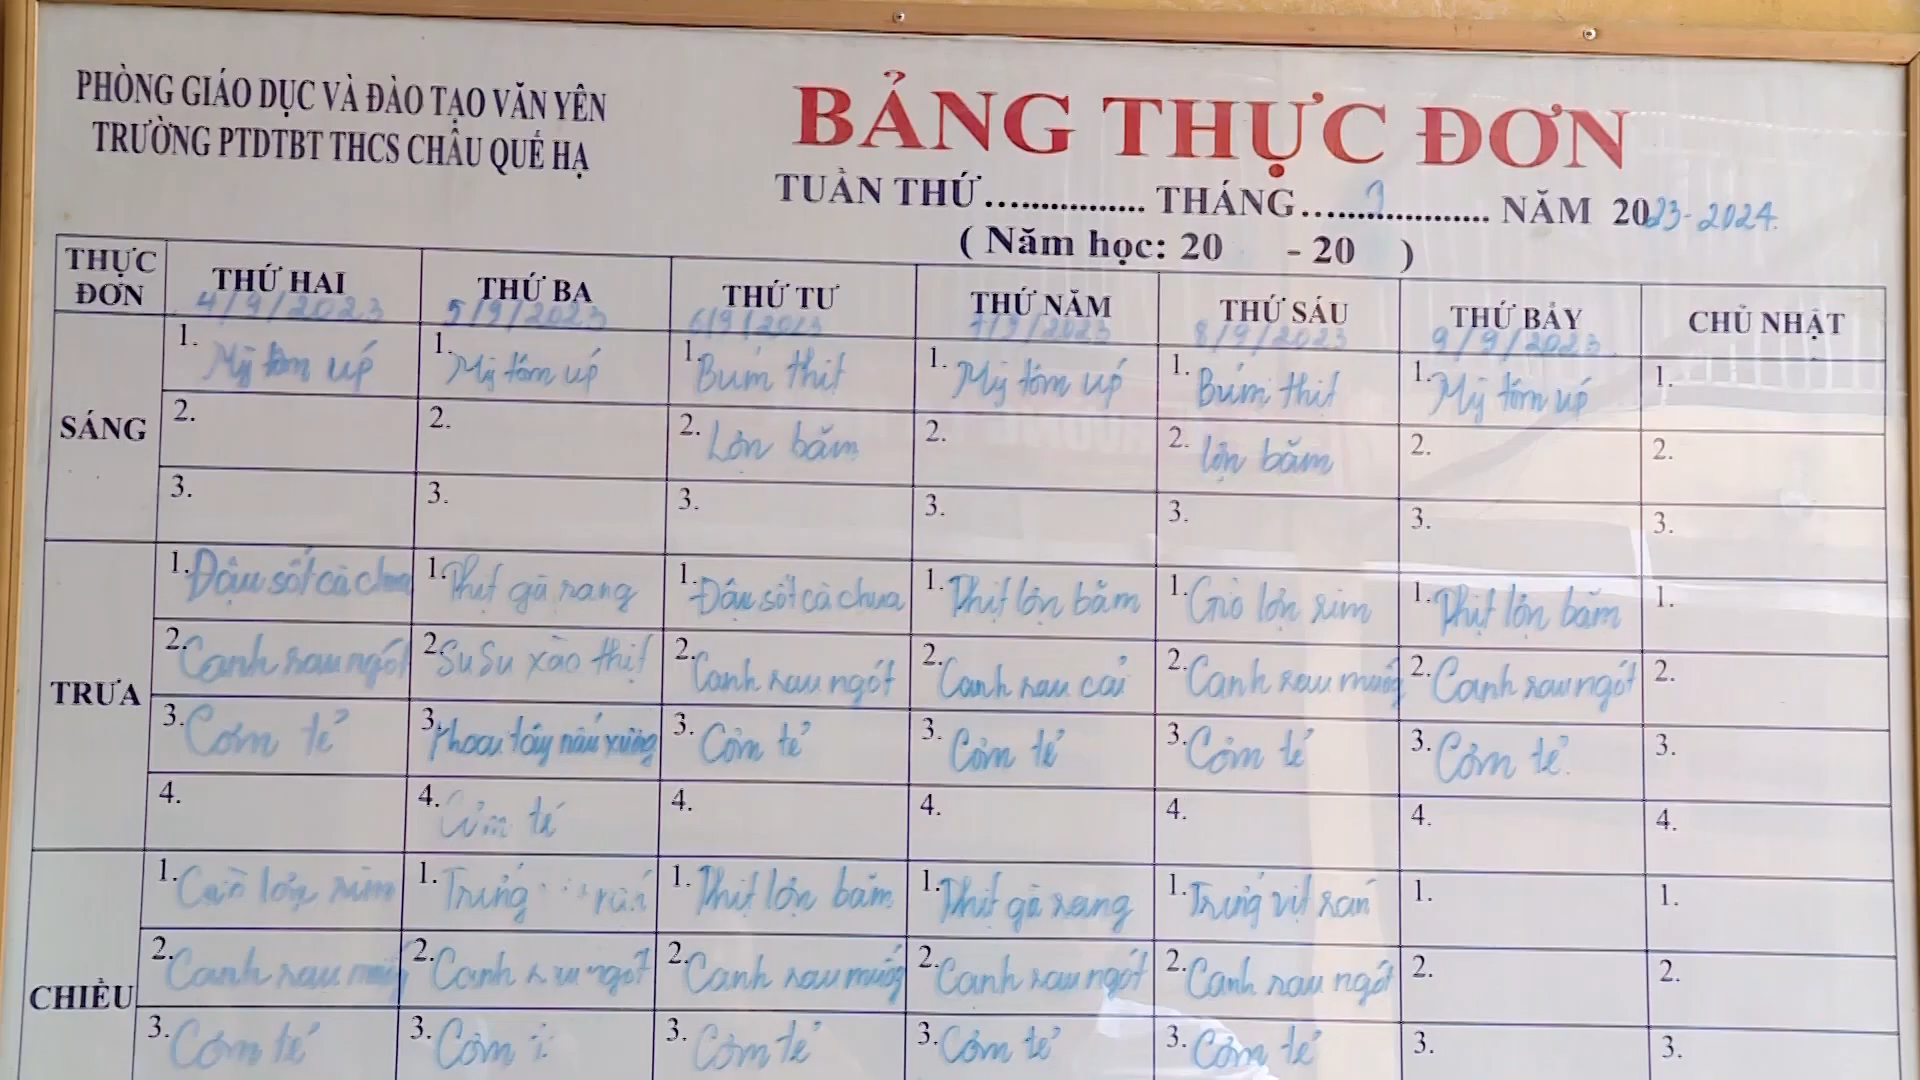 PHÒNG GIÁO DỤC VÀ ĐÀO TẠO VĂN YÊN
TRƯỜNG PTDTBT THCS CHÂU QUẾ HẠ
BẢNG THỰC ĐƠN
TUẦN THỨ................ THÁNG....9................ NĂM 2023-2024.
( Năm học: 20 - 20 )
THỰC ĐƠN THỨ HAI THỨ BA THỨ TƯ THỨ NĂM THỨ SÁU THỨ BẢY CHỦ NHẬT
4/9/2023 5/9/2023 6/9/2023 7/9/2023 8/9/2023 9/9/2023
SÁNG
1. Mỳ tôm úp 1. Mỳ tôm úp 1. Bún thịt 1. Mỳ tôm úp 1. Bún thịt 1. Mỳ tôm úp 1.
2. 2. 2. Lợn băm 2. 2. Lợn băm 2. 2.
3. 3. 3. 3. 3. 3. 3.
TRƯA
1. Đậu sốt cà chua 1. Thịt gà rang 1. Đậu sốt cà chua 1. Thịt lợn băm 1. Giò lợn rim 1. Thịt lợn băm 1.
2. Canh rau ngót 2. Su Su xào thịt 2. Canh rau ngót 2. Canh rau cải 2. Canh rau muống 2. Canh rau ngót 2.
3. Cơm tẻ 3. Khoai tây nấu xương 3. Cơm tẻ 3. Cơm tẻ 3. Cơm tẻ 3. Cơm tẻ. 3.
4. 4. Cơm tẻ 4. 4. 4. 4. 4.
CHIỀU
1. lợn rim 1. Trứng rán 1. Thịt lợn băm 1. Thịt gà rang 1. Trứng vịt rán 1. 1.
2. Canh rau muống 2. Canh rau ngót 2. Canh rau muống 2. Canh rau ngót 2. Canh rau ngót 2. 2.
3. Cơm tẻ 3. Cơm 3. Cơm tẻ 3. Cơm tẻ 3. Cơm tẻ 3. 3.